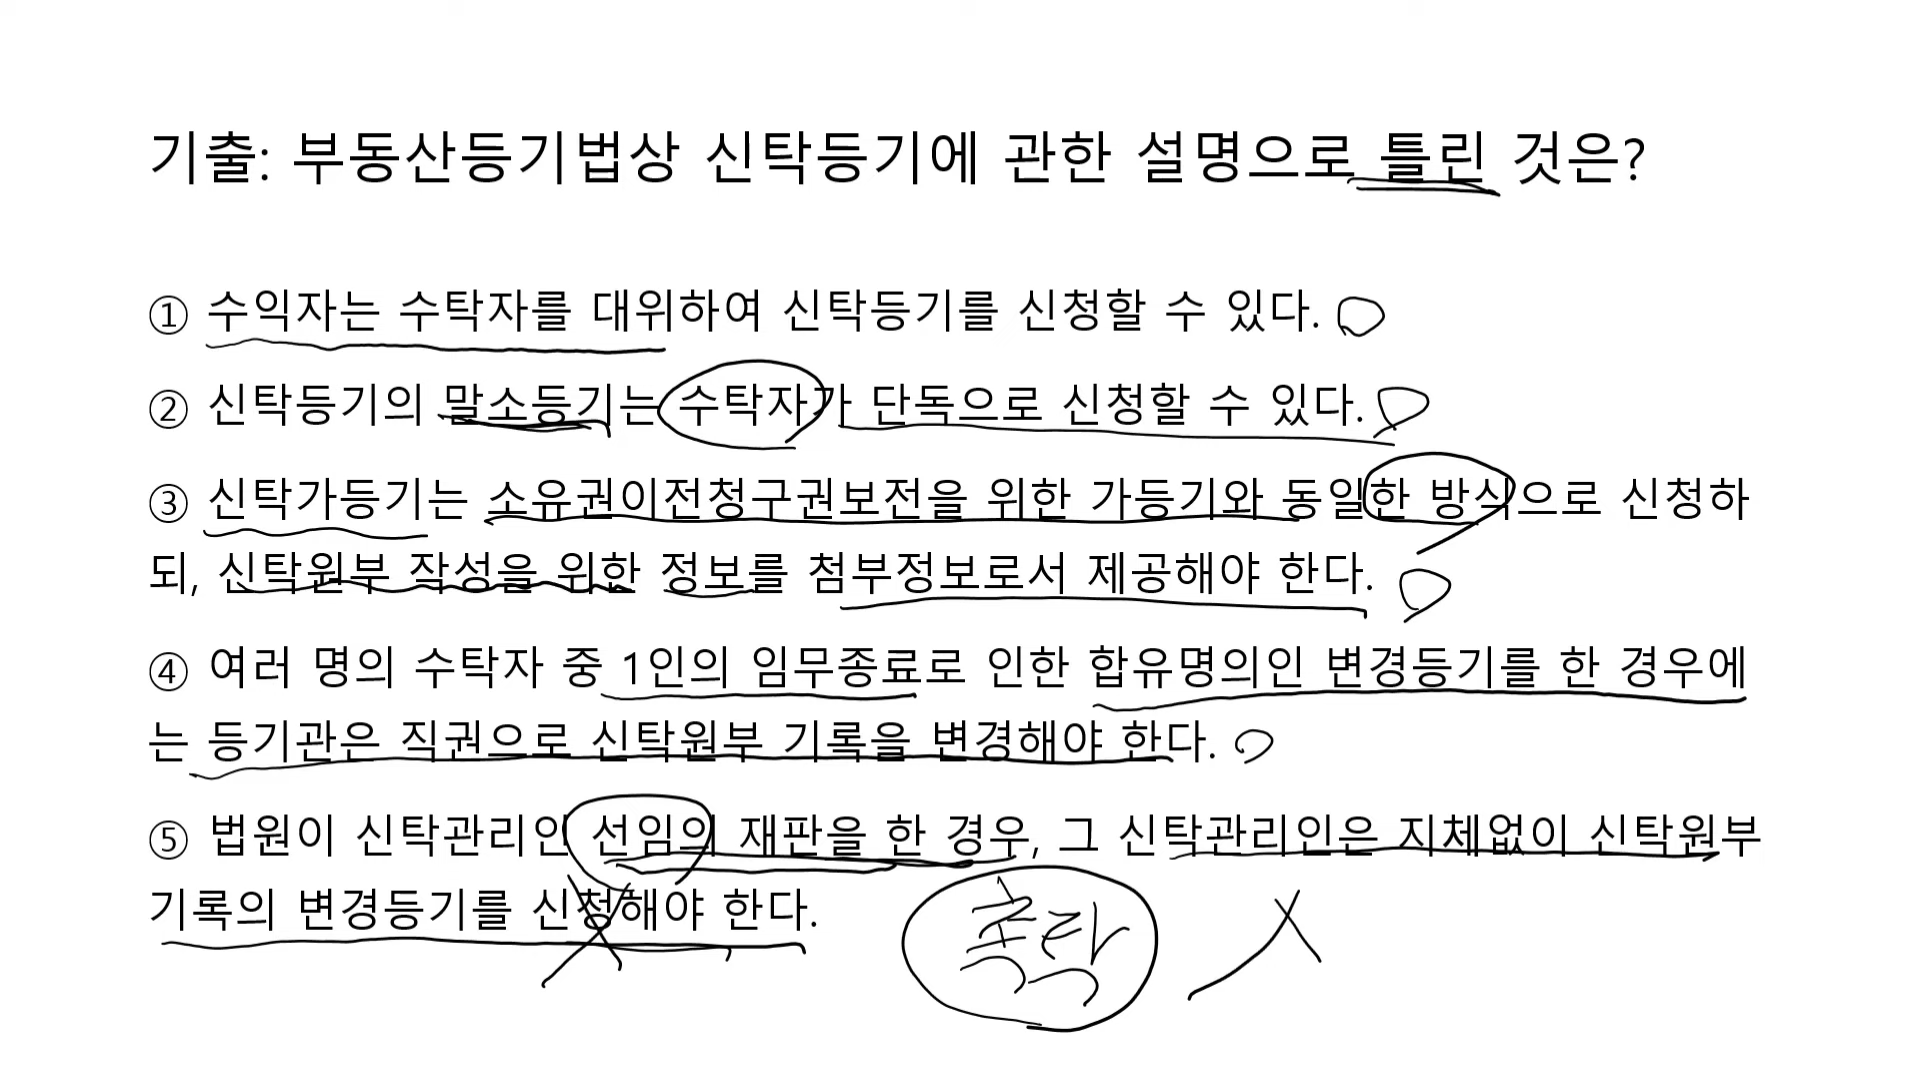 기출: 부동산등기법상 신탁등기에 관한 설명으로 틀린 것은?
① 수익자는 수탁자를 대위하여 신탁등기를 신청할 수 있다.
② 신탁등기의 말소등기는 수탁자가 단독으로 신청할 수 있다.
③ 신탁가등기는 소유권이전청구권보전을 위한 가등기와 동일한 방식으로 신청하
되, 신탁원부 작성을 위한 정보를 첨부정보로서 제공해야 한다.
④ 여러 명의 수탁자 중 1인의 임무종료로 인한 합유명의인 변경등기를 한 경우에
는 등기관은 직권으로 신탁원부 기록을 변경해야 한다.
⑤ 법원이 신탁관리인 선임의 재판을 한 경우, 그 신탁관리인은 지체없이 신탁원부
기록의 변경등기를 신청해야 한다.
촉탁